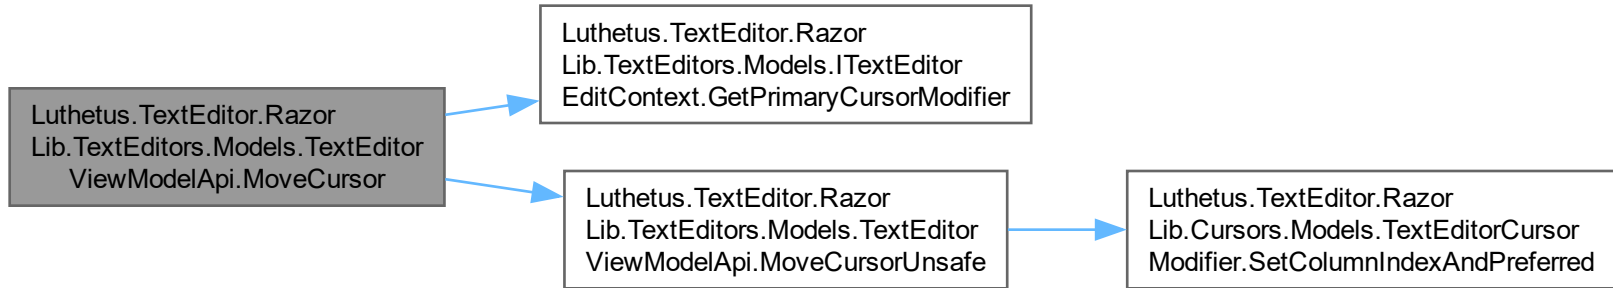 Luthetus.TextEditor.Razor
Lib.TextEditors.Models.TextEditor
ViewModelApi.MoveCursor
Luthetus.TextEditor.Razor
Lib.TextEditors.Models.ITextEditor
EditContext.GetPrimaryCursorModifier
Luthetus.TextEditor.Razor
Lib.TextEditors.Models.TextEditor
ViewModelApi.MoveCursorUnsafe
Luthetus.TextEditor.Razor
Lib.Cursors.Models.TextEditorCursor
Modifier.SetColumnIndexAndPreferred